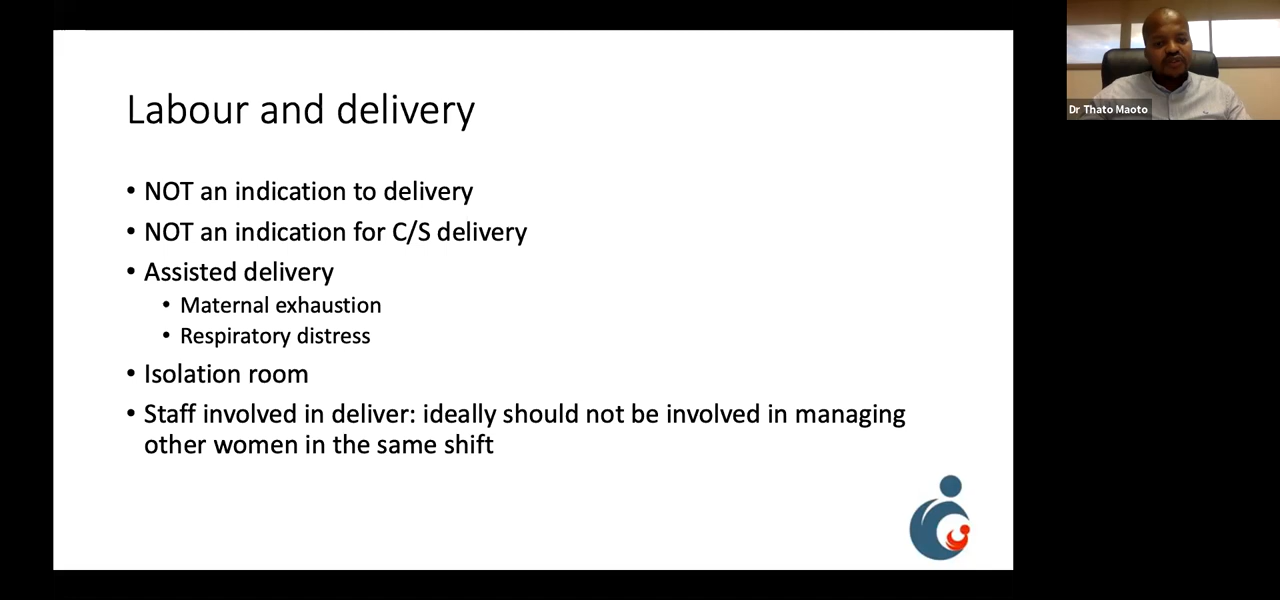 Labour and delivery
• NOT an indication to delivery
• NOT an indication for C/S delivery
• Assisted delivery
• Maternal exhaustion
• Respiratory distress
• Isolation room
• Staff involved in deliver: ideally should not be involved in managing
other women in the same shift
Dr Thato Maoto